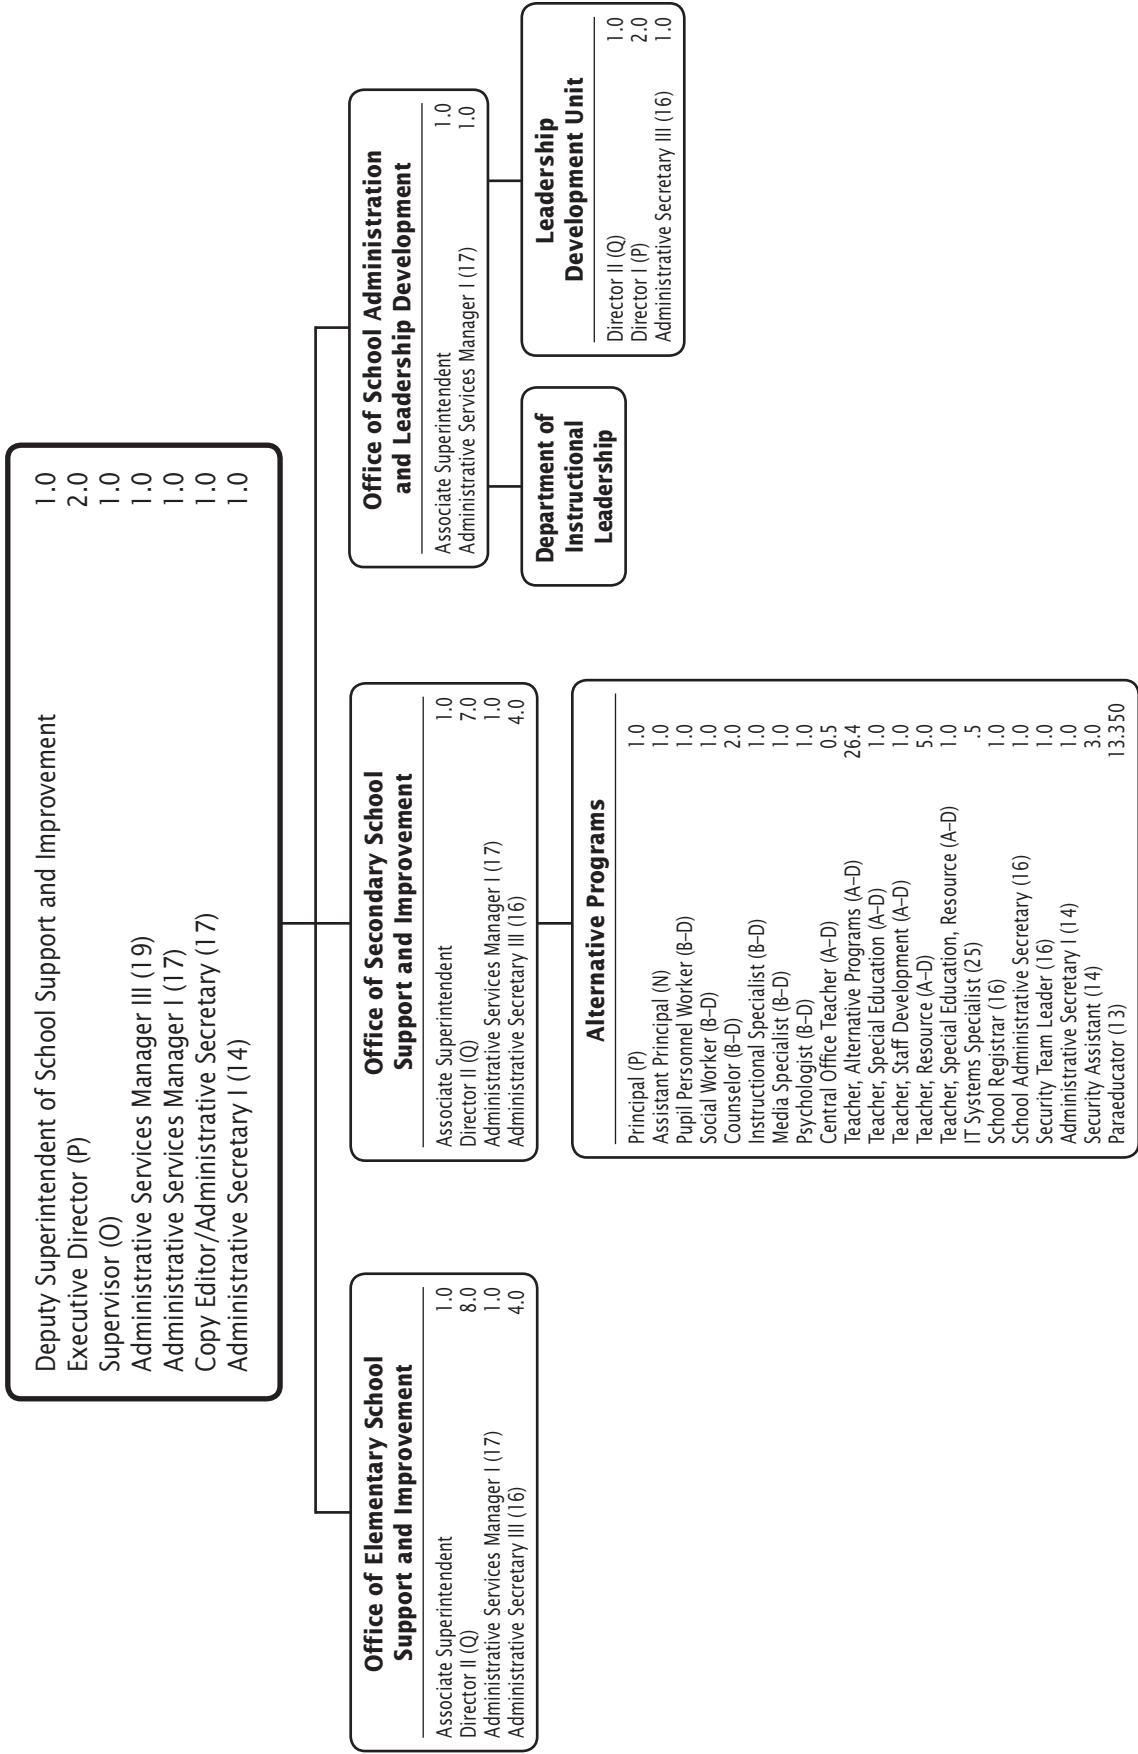 Deputy Superintendent of School Support and Improvement 1.0
Executive Director (P) 2.0
Supervisor (O) 1.0
Administrative Services Manager III (19) 1.0
Administrative Services Manager I (17) 1.0
Copy Editor/Administrative Secretary (17) 1.0
Administrative Secretary I (14) 1.0
Office of Elementary School
Support and Improvement
Associate Superintendent 1.0
Director II (Q) 8.0
Administrative Services Manager I (17) 1.0
Administrative Secretary III (16) 4.0
Office of Secondary School
Support and Improvement
Associate Superintendent 1.0
Director II (Q) 7.0
Administrative Services Manager I (17) 1.0
Administrative Secretary III (16) 4.0
Alternative Programs
Principal (P) 1.0
Assistant Principal (N) 1.0
Pupil Personnel Worker (B–D) 1.0
Social Worker (B–D) 1.0
Counselor (B–D) 2.0
Instructional Specialist (B–D) 1.0
Media Specialist (B–D) 1.0
Psychologist (B–D) 1.0
Central Office Teacher (A–D) 0.5
Teacher, Alternative Programs (A–D) 26.4
Teacher, Special Education (A–D) 1.0
Teacher, Staff Development (A–D) 1.0
Teacher, Resource (A–D) 5.0
Teacher, Special Education, Resource (A–D) 1.0
IT Systems Specialist (25) .5
School Registrar (16) 1.0
School Administrative Secretary (16) 1.0
Security Team Leader (16) 1.0
Administrative Secretary I (14) 1.0
Security Assistant (14) 3.0
Paraeducator (13) 13.350
Office of School Administration
and Leadership Development
Associate Superintendent 1.0
Administrative Services Manager I (17) 1.0
Department of
Instructional
Leadership
Leadership
Development Unit
Director II (Q) 1.0
Director I (P) 2.0
Administrative Secretary III (16) 1.0